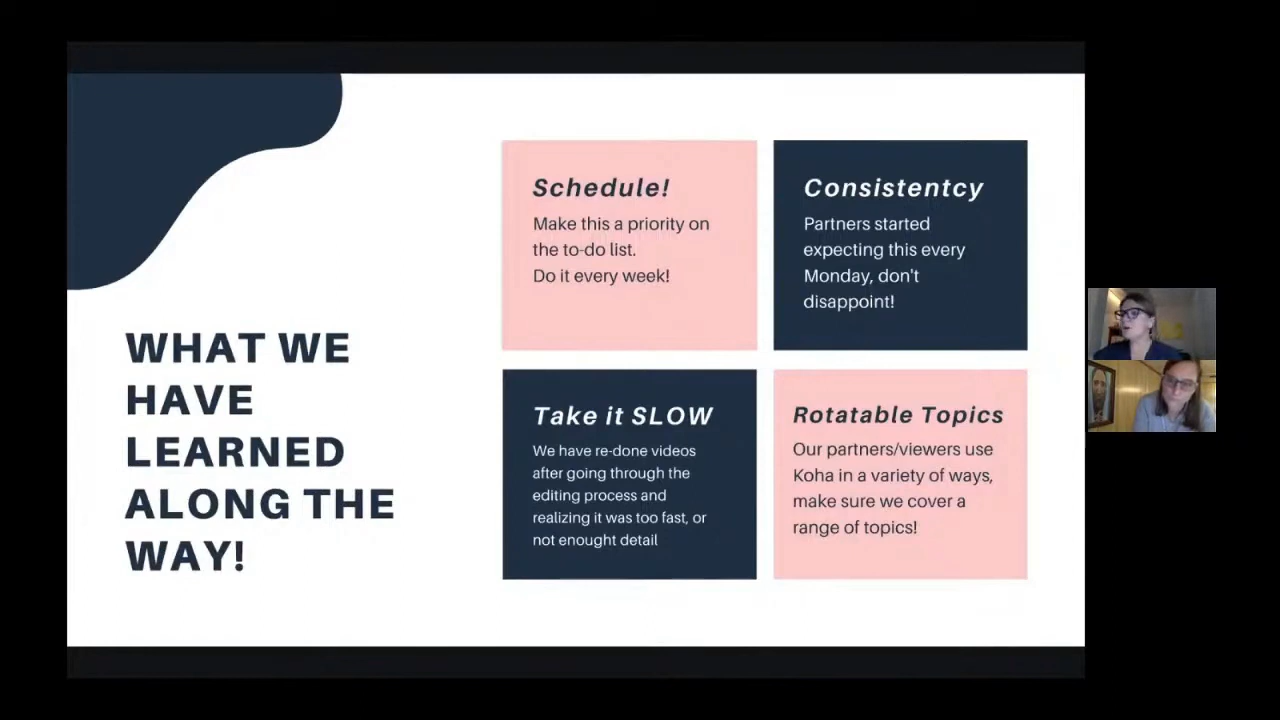 WHAT WE
HAVE
LEARNED
ALONG THE
WAY!
Schedule!
Make this a priority on
the to-do list.
Do it every week!
Consistentcy
Partners started
expecting this every
Monday, don't
disappoint!
Take it SLOW
We have re-done videos
after going through the
editing process and
realizing it was too fast, or
not enought detail
Rotatable Topics
Our partners/viewers use
Koha in a variety of ways,
make sure we cover a
range of topics!